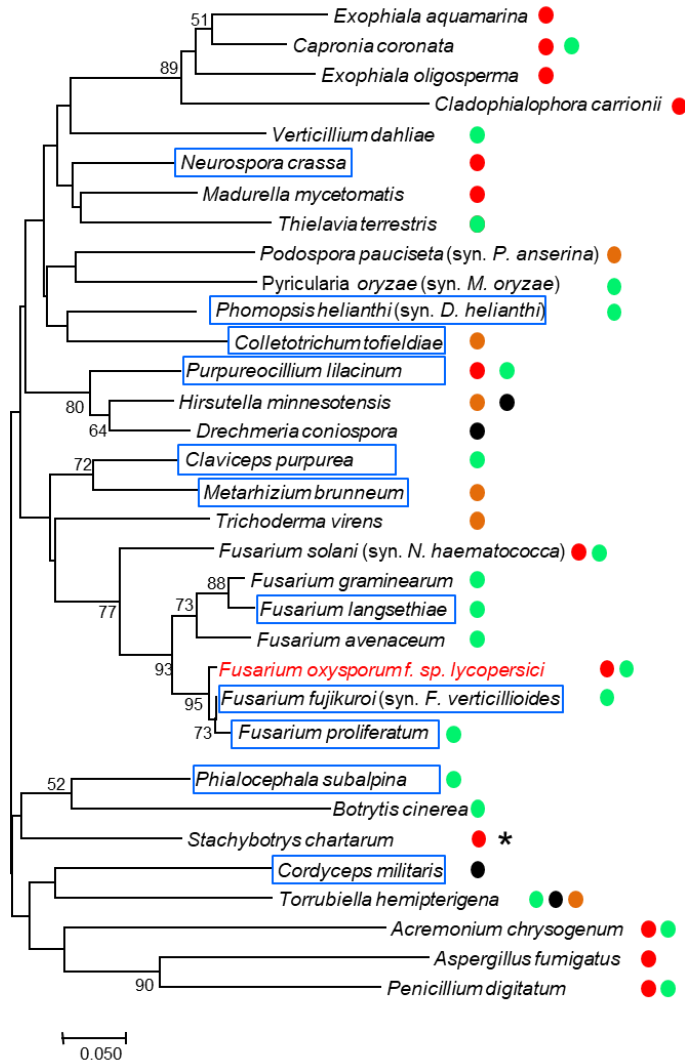 51
Exophiala aquamarina
Capronia coronata
89
Exophiala oligosperma
Cladophialophora carrionii
Verticillium dahliae
Neurospora crassa
Madurella mycetomatis
Thielavia terrestris
Podospora pauciseta (syn. P. anserina)
Pyricularia oryzae (syn. M. oryzae)
Phomopsis helianthi (syn. D. helianthi)
Colletotrichum tofieldiae
Purpureocillium lilacinum
80
Hirsutella minnesotensis
64
Drechmeria coniospora
72
Claviceps purpurea
Metarhizium brunneum
Trichoderma virens
Fusarium solani (syn. N. haematococca)
77
88
Fusarium graminearum
73
Fusarium langsethiae
Fusarium avenaceum
93
Fusarium oxysporum f. sp. lycopersici
95
Fusarium fujikuroi (syn. F. verticillioides
73
Fusarium proliferatum
52
Phialocephala subalpina
Botrytis cinerea
Stachybotrys chartarum *
Cordyceps militaris
Torrubiella hemipterigena
Acremonium chrysogenum
Aspergillus fumigatus
90
Penicillium digitatum
0.050